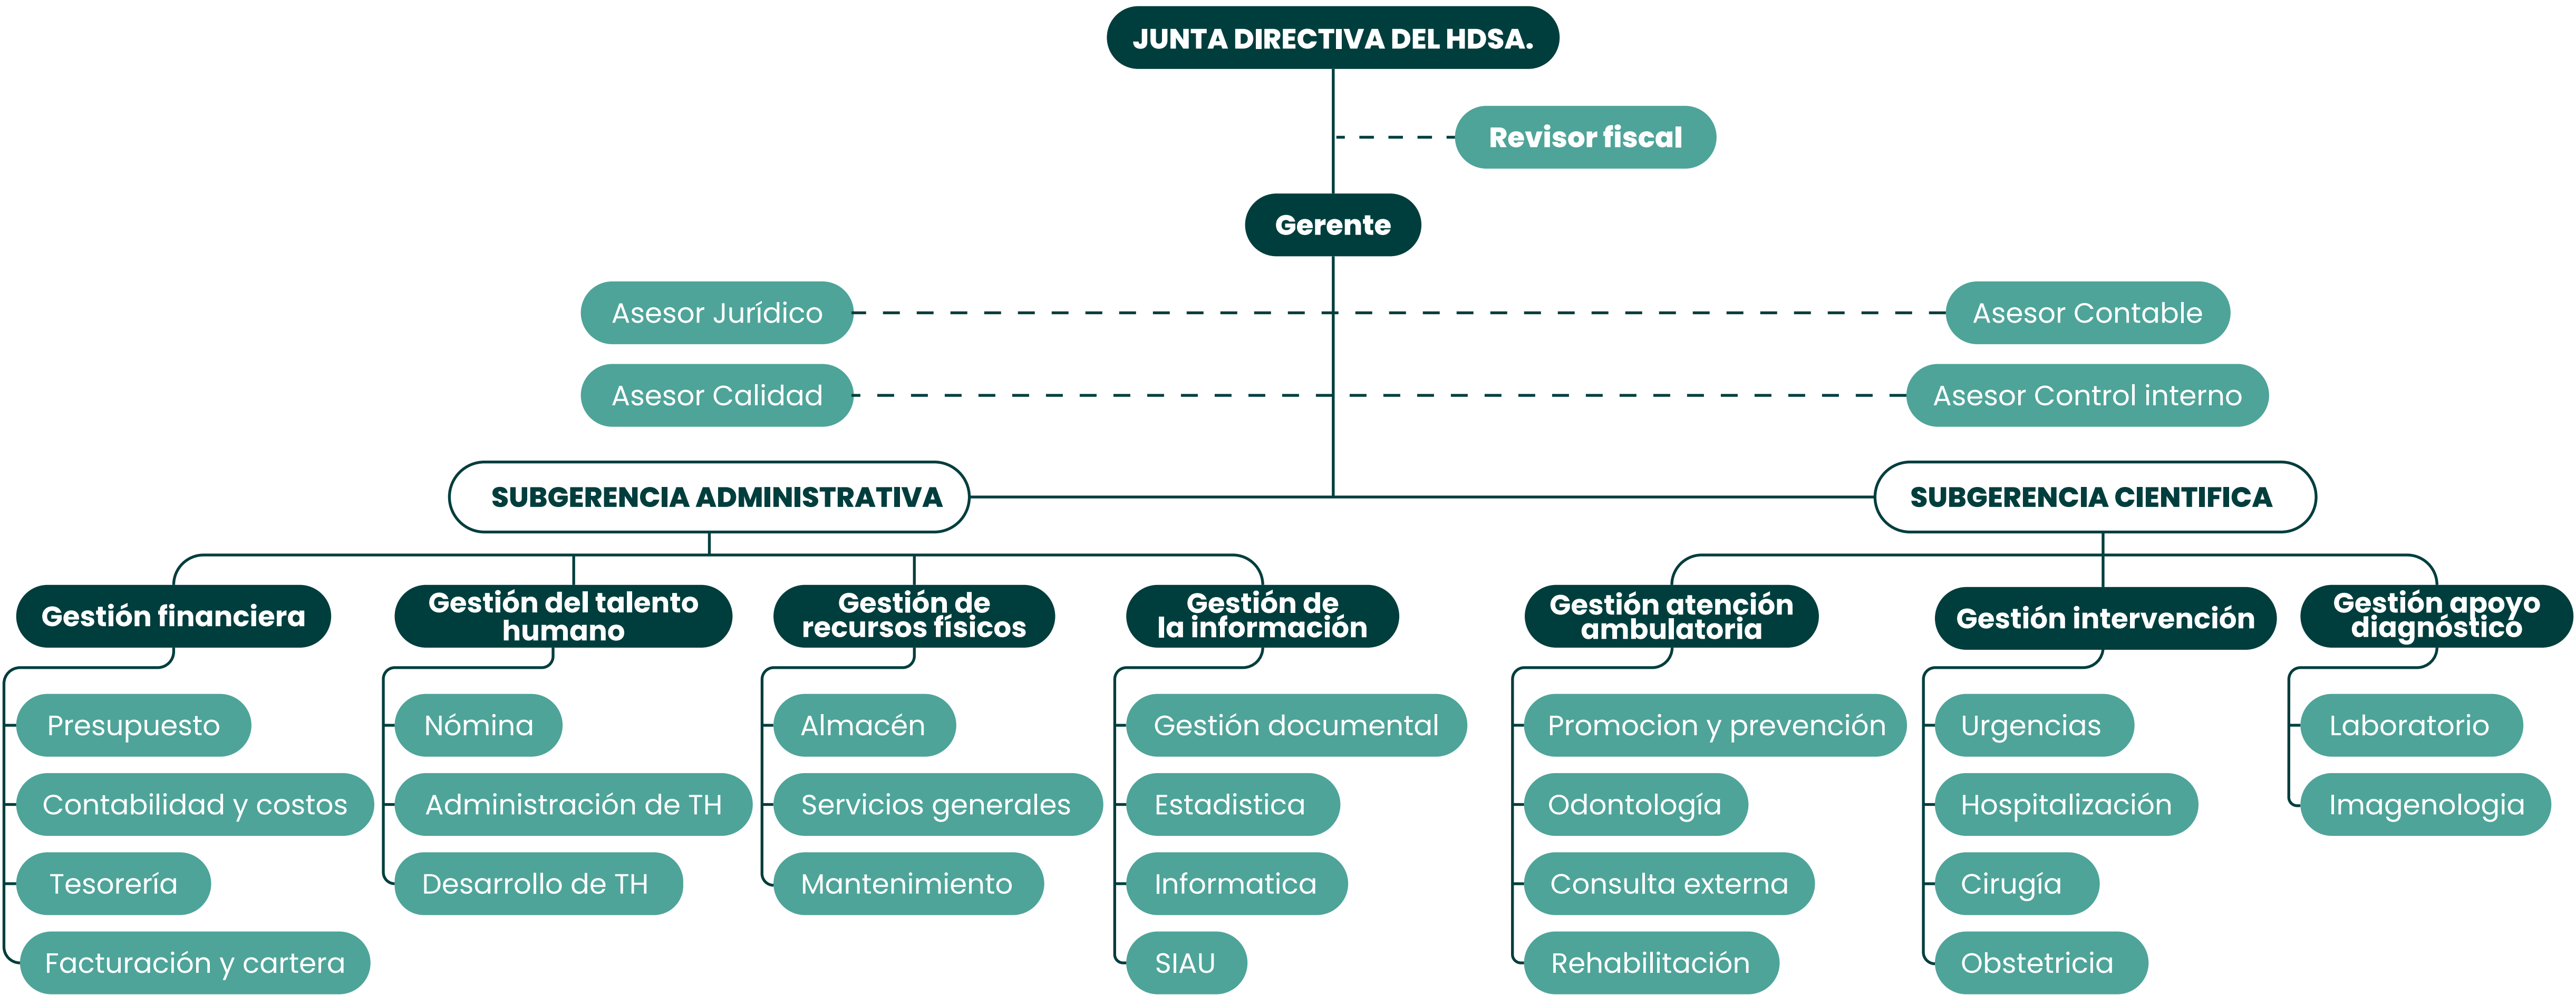 JUNTA DIRECTIVA DEL HDSA.
Revisor fiscal
Gerente
Asesor Jurídico
Asesor Contable
Asesor Calidad
Asesor Control interno
SUBGERENCIA ADMINISTRATIVA
SUBGERENCIA CIENTIFICA
Gestión financiera
Presupuesto
Contabilidad y costos
Tesorería
Facturación y cartera
Gestión del talento
humano
Nómina
Administración de TH
Desarrollo de TH
Gestión de
recursos físicos
Almacén
Servicios generales
Mantenimiento
Gestión de
la información
Gestión documental
Estadistica
Informatica
SIAU
Gestión atención
ambulatoria
Promocion y prevención
Odontología
Consulta externa
Rehabilitación
Gestión intervención
Urgencias
Hospitalización
Cirugía
Obstetricia
Gestión apoyo
diagnóstico
Laboratorio
Imagenologia